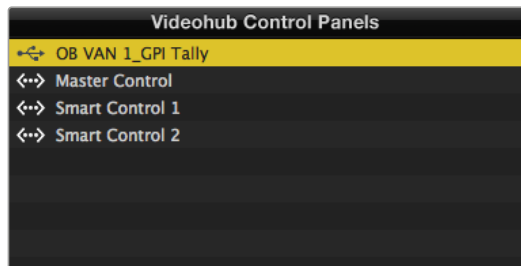 Videohub Control Panels
OB VAN 1_GPI Tally
Master Control
Smart Control 1
Smart Control 2